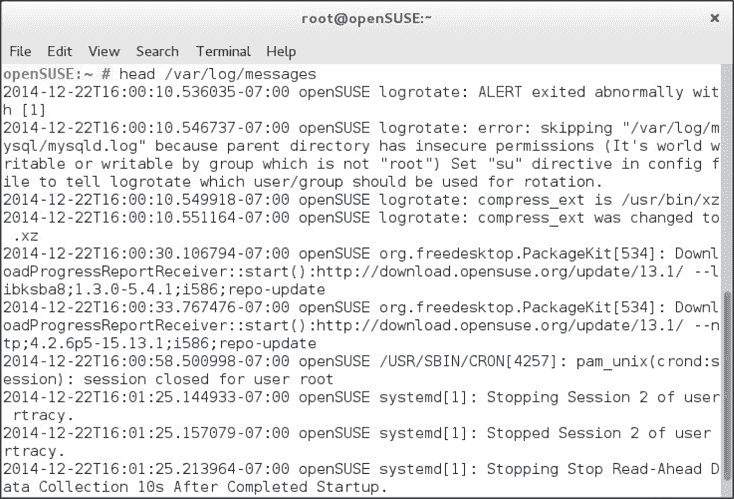 root@openSUSE:~
×
File Edit View Search Terminal Help
openSUSE:~ # head /var/log/messages
2014-12-22T16:00:10.536035-07:00 openSUSE logrotate: ALERT exited abnormally wit
h [1]
2014-12-22T16:00:10.546737-07:00 openSUSE logrotate: error: skipping "/var/log/m
ysql/mysqld.log" because parent directory has insecure permissions (It's world w
ritable or writable by group which is not "root") Set "su" directive in config f
ile to tell logrotate which user/group should be used for rotation.
2014-12-22T16:00:10.549918-07:00 openSUSE logrotate: compress_ext is /usr/bin/xz
2014-12-22T16:00:10.551164-07:00 openSUSE logrotate: compress_ext was changed to
 .xz
2014-12-22T16:00:30.106794-07:00 openSUSE org.freedesktop.PackageKit[534]: Downl
oadProgressReportReceiver::start():http://download.opensuse.org/update/13.1/ --l
ibksba8;1.3.0-5.4.1;i586;repo-update
2014-12-22T16:00:33.767476-07:00 openSUSE org.freedesktop.PackageKit[534]: Downl
oadProgressReportReceiver::start():http://download.opensuse.org/update/13.1/ --n
tp;4.2.6p5-15.13.1;i586;repo-update
2014-12-22T16:00:58.500998-07:00 openSUSE /USR/SBIN/CRON[4257]: pam_unix(crond:s
ession): session closed for user root
2014-12-22T16:01:25.144933-07:00 openSUSE systemd[1]: Stopping Session 2 of user
 rtracy.
2014-12-22T16:01:25.157079-07:00 openSUSE systemd[1]: Stopped Session 2 of user
rtracy.
2014-12-22T16:01:25.213964-07:00 openSUSE systemd[1]: Stopping Stop Read-Ahead D
ata Collection 10s After Completed Startup.